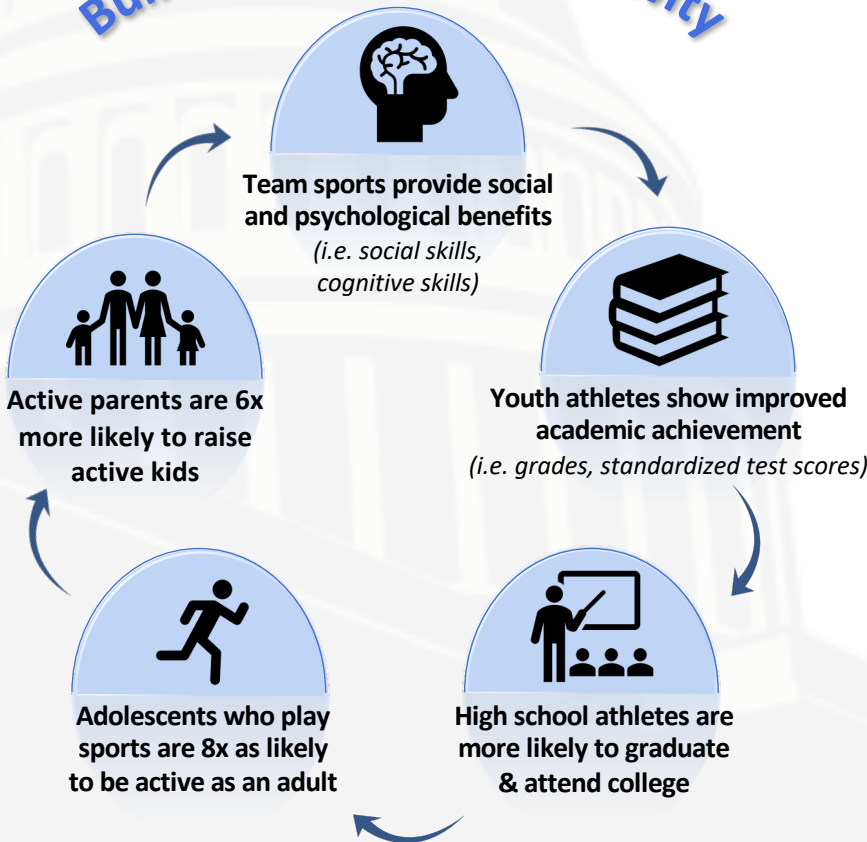 Team sports provide social
and psychological benefits
(i.e. social skills,
cognitive skills)
Youth athletes show improved
academic achievement
(i.e. grades, standardized test scores)
High school athletes are
more likely to graduate
& attend college
Adolescents who play
sports are 8x as likely
to be active as an adult
Active parents are 6x
more likely to raise
active kids